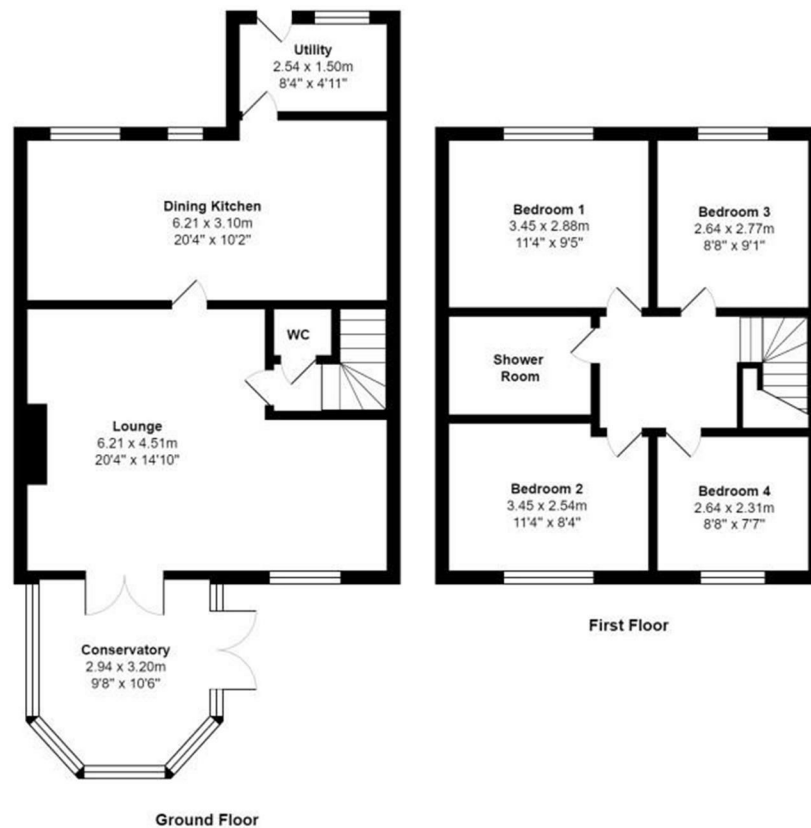 Utility
2.54 x 1.50m
8'4" x 4'11"
Dining Kitchen
6.21 x 3.10m
20'4" x 10'2"
WC
Lounge
6.21 x 4.51m
20'4" x 14'10"
Conservatory
2.94 x 3.20m
9'8" x 10'6"
Ground Floor
Bedroom 1
3.45 x 2.88m
11'4" x 9'5"
Bedroom 3
2.64 x 2.77m
8'8" x 9'1"
Shower
Room
Bedroom 2
3.45 x 2.54m
11'4" x 8'4"
Bedroom 4
2.64 x 2.31m
8'8" x 7'7"
First Floor